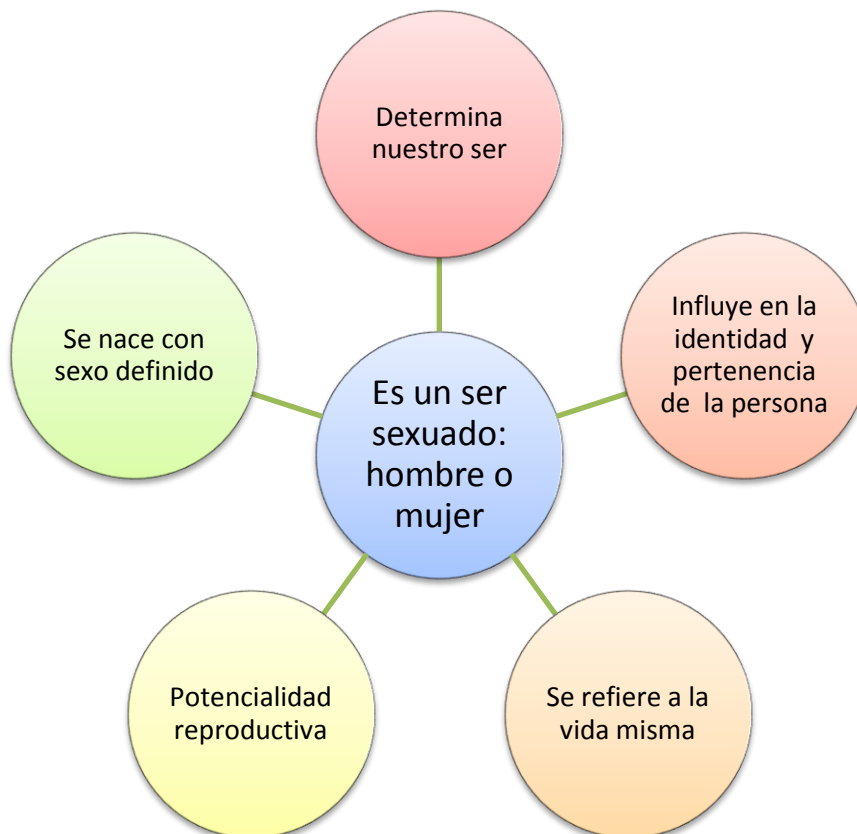 Determina
nuestro ser
Influye en la
identidad y
pertenencia
de la persona
Se nace con
sexo definido
Es un ser
sexuado:
hombre o
mujer
Potencialidad
reproductiva
Se refiere a la
vida misma